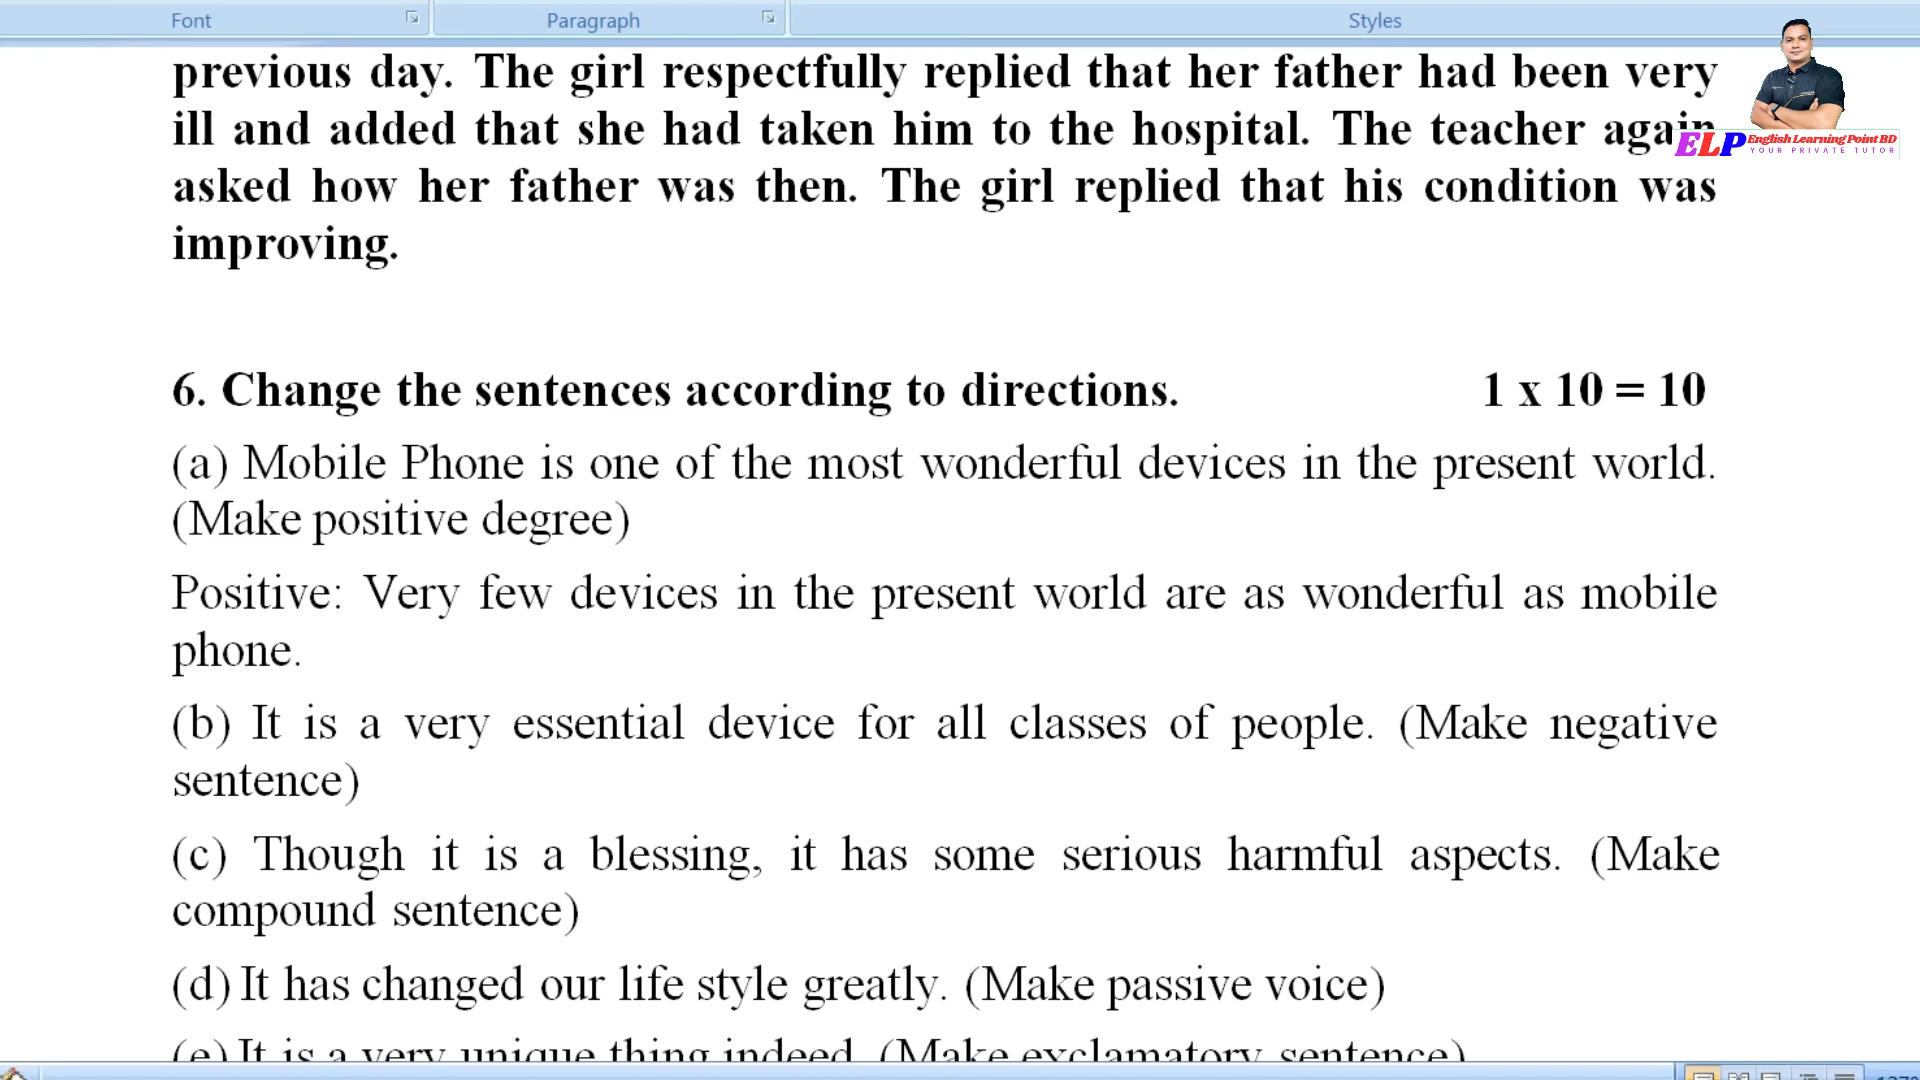 Font Paragraph Styles
previous day. The girl respectfully replied that her father had been very
ill and added that she had taken him to the hospital. The teacher again
ELP English Learning Point BD
YOUR PRIVATE TUTOR
asked how her father was then. The girl replied that his condition was
improving.
6. Change the sentences according to directions. 1 x 10 = 10
(a) Mobile Phone is one of the most wonderful devices in the present world.
(Make positive degree)
Positive: Very few devices in the present world are as wonderful as mobile
phone.
(b) It is a very essential device for all classes of people. (Make negative
sentence)
(c) Though it is a blessing, it has some serious harmful aspects. (Make
compound sentence)
(d) It has changed our life style greatly. (Make passive voice)
(e) It is a very unique thing indeed. (Make exclamatory sentence)